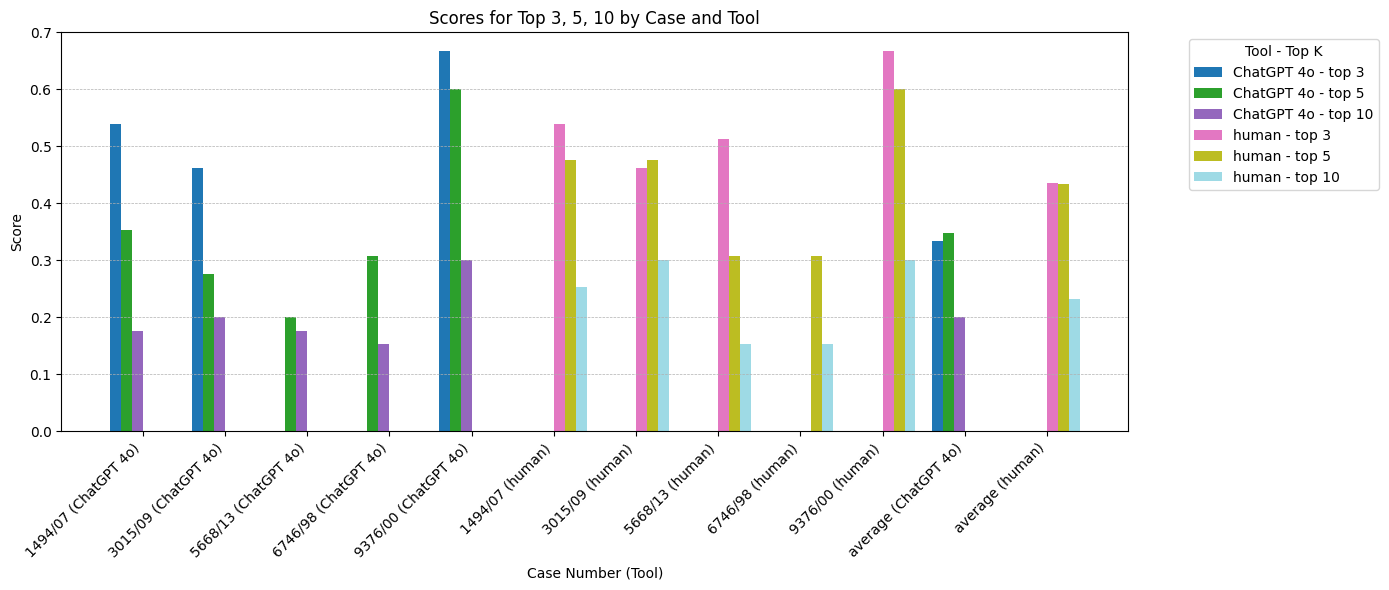 Scores for Top 3, 5, 10 by Case and Tool
Score
0.7
0.6
0.5
0.4
0.3
0.2
0.1
0.0
1494/07 (ChatGPT 4o)
3015/09 (ChatGPT 4o)
5668/13 (ChatGPT 4o)
6746/98 (ChatGPT 4o)
9376/00 (ChatGPT 4o)
1494/07 (human)
3015/09 (human)
5668/13 (human)
6746/98 (human)
9376/00 (human)
average (ChatGPT 4o)
average (human)
Case Number (Tool)
Tool - Top K
ChatGPT 4o - top 3
ChatGPT 4o - top 5
ChatGPT 4o - top 10
human - top 3
human - top 5
human - top 10